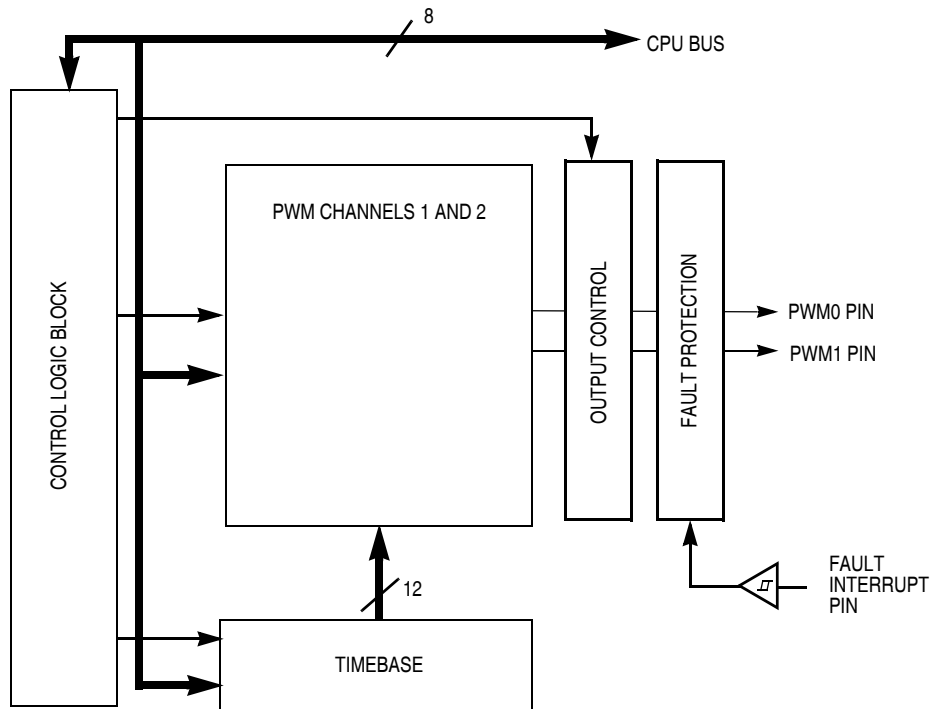 8
CPU BUS
PWM CHANNELS 1 AND 2
CONTROL LOGIC BLOCK
OUTPUT CONTROL
FAULT PROTECTION
PWM0 PIN
PWM1 PIN
12
FAULT
INTERRUPT
PIN
TIMEBASE